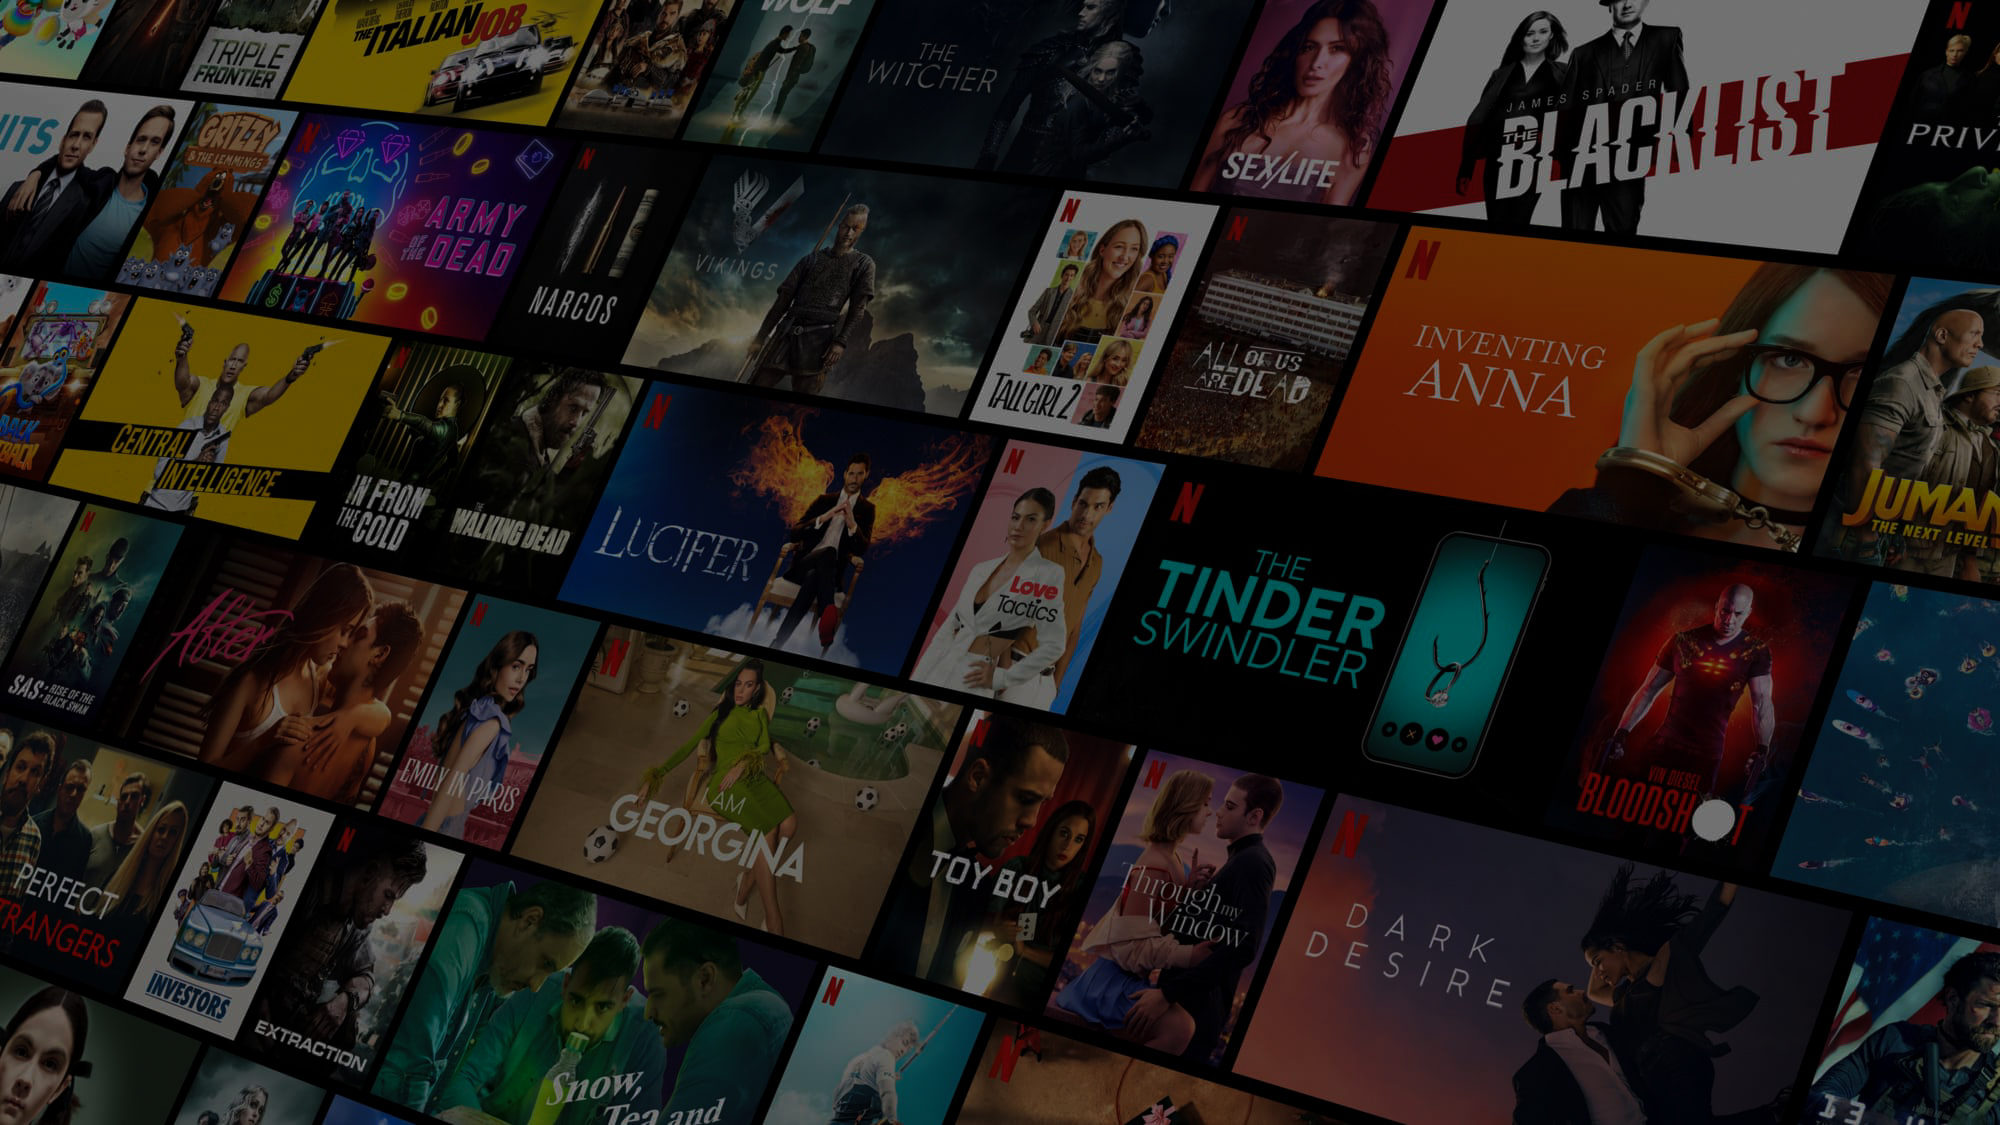 TRIPLE
FRONTIER
THE ITALIAN JOB
WOLF
THE
WITCHER
SEX/LIFE
JAMES SPADER
THE
BLACKLIST
N
PRIV
UITS
GRIZZY
& THE LEMMINGS
N
ARMY
OF THE DEAD
N
NARCOS
VIKINGS
N
TALL GIRL 2
N
ALL OF US
ARE DEAD
N
INVENTING
ANNA
JUMAN
THE NEXT LEVEL
BACK
CENTRAL
INTELLIGENCE
N
IN FROM
THE COLD
THE
WALKING DEAD
N
LUCIFER
N
Love
Tactics
N
THE
TINDER
SWINDLER
VIN DIESEL
BLOODSH T
N
SAS: RISE OF THE
BLACK SWAN
After
N
EMILY IN PARIS
N
I AM
GEORGINA
N
TOY BOY
N
Through my
Window
N
DARK
DESIRE
PERFECT
STRANGERS
INVESTORS
N
EXTRACTION
Snow,
Tea and
N
N
13 H